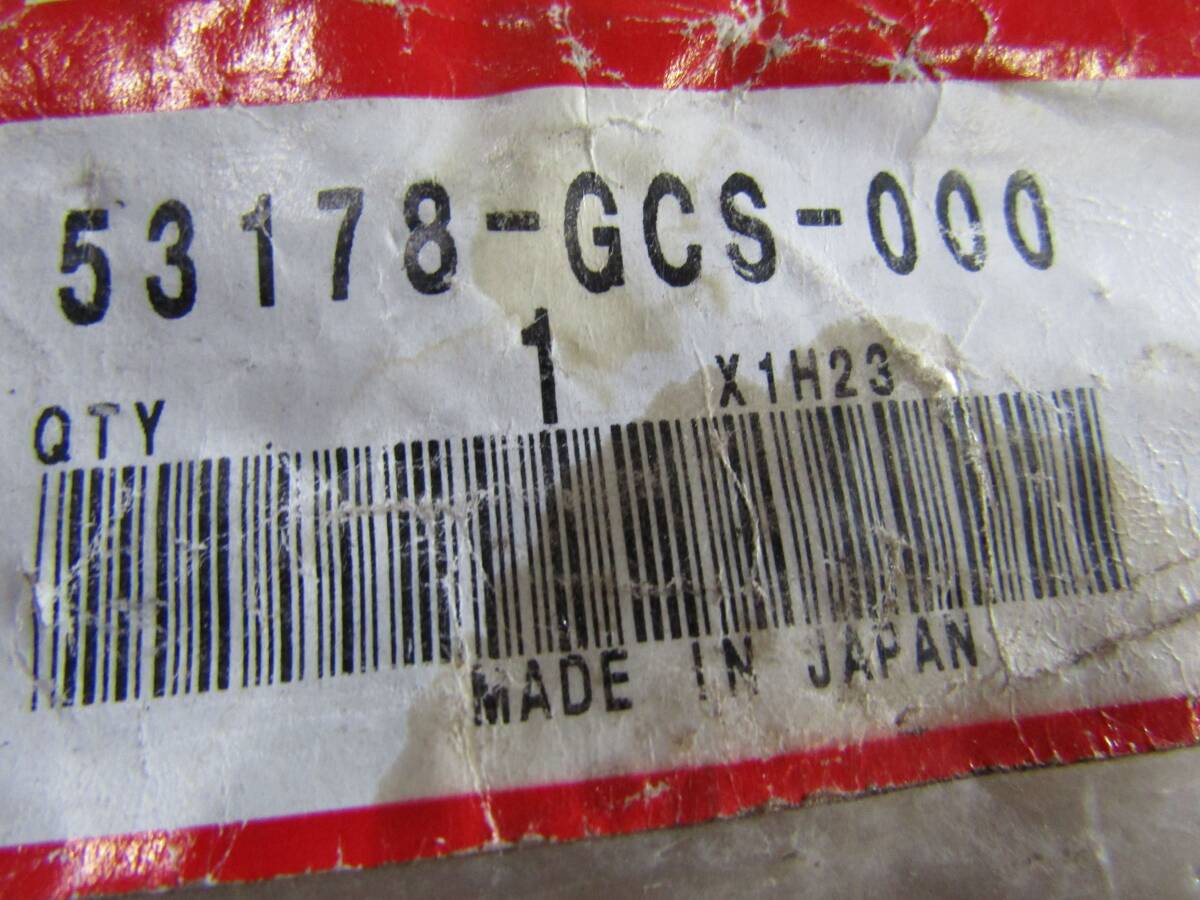 53178-GCS-000
1
QTY X1H23
MADE IN JAPAN